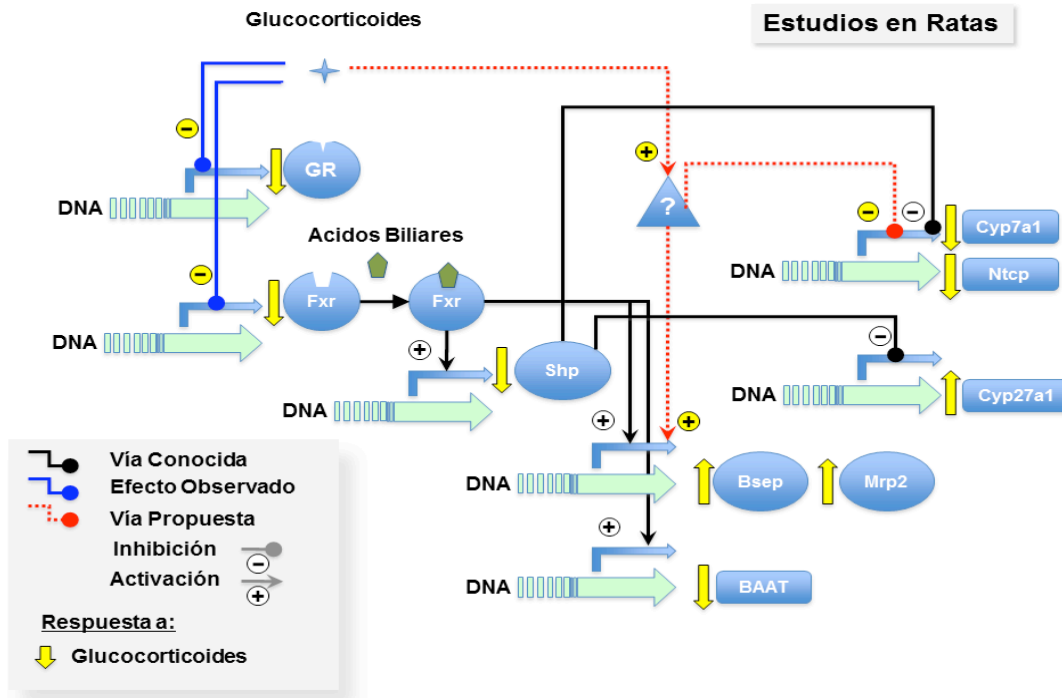 Glucocorticoides
Estudios en Ratas
−
GR
DNA
+
?
Acidos Biliares
−
−
Cyp7a1
DNA
Ntcp
−
Fxr
Fxr
DNA
+
Shp
−
DNA
DNA
Cyp27a1
+
+
DNA
Bsep
Mrp2
+
DNA
BAAT
Vía Conocida
Efecto Observado
Vía Propuesta
Inhibición
−
Activación
+
Respuesta a:
Glucocorticoides